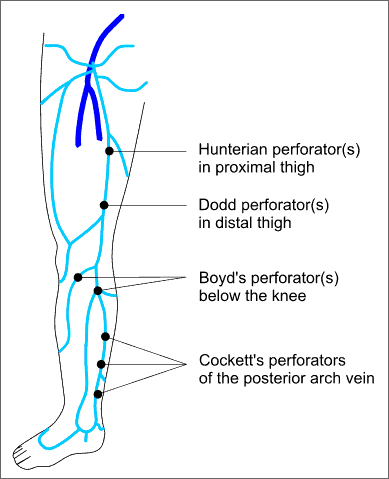 Hunterian perforator(s)
in proximal thigh
Dodd perforator(s)
in distal thigh
Boyd's perforator(s)
below the knee
Cockett's perforators
of the posterior arch vein